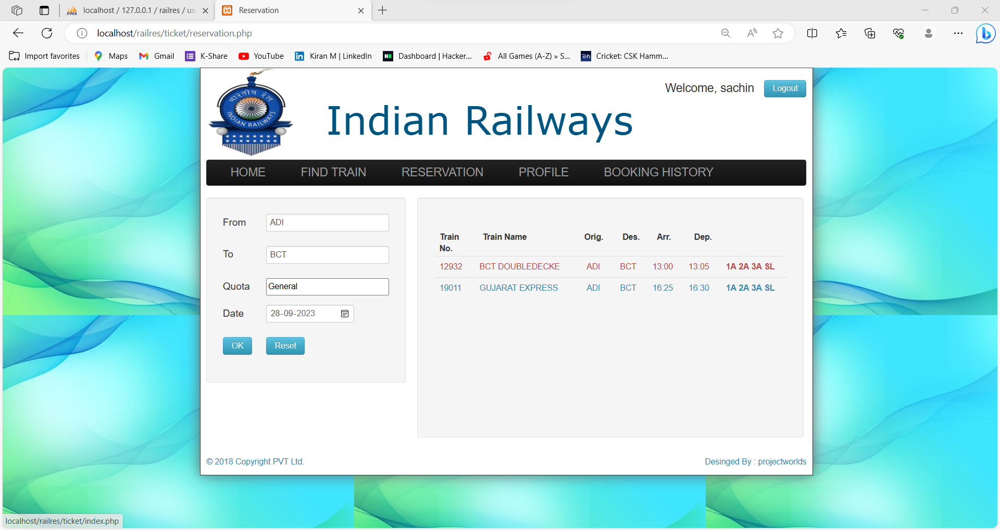 localhost / 127.0.0.1 / railres / us
Reservation
localhost/railres/ticket/reservation.php
Import favorites
Maps
Gmail
K-Share
YouTube
Kiran M | LinkedIn
Dashboard | Hacker...
All Games (A-Z) » S...
Cricket: CSK Hamm...
भारतीय रेल
INDIAN RAILWAYS
Welcome, sachin
Logout
Indian Railways
HOME FIND TRAIN RESERVATION PROFILE BOOKING HISTORY
From ADI
To BCT
Quota General
Date 28-09-2023
OK Reset
Train No. Train Name Orig. Des. Arr. Dep.
12932 BCT DOUBLEDECKE ADI BCT 13:00 13:05 1A 2A 3A SL
19011 GUJARAT EXPRESS ADI BCT 16:25 16:30 1A 2A 3A SL
© 2018 Copyright PVT Ltd.
Desinged By : projectworlds
localhost/railres/ticket/index.php